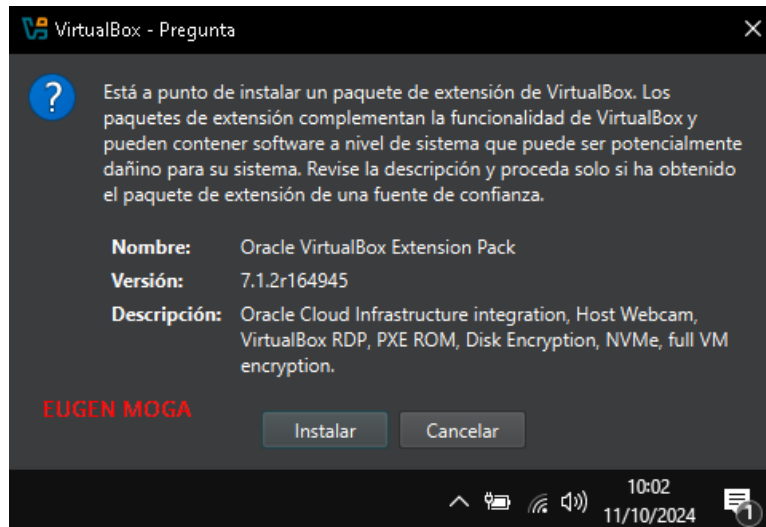 VirtualBox - Pregunta
Está a punto de instalar un paquete de extensión de VirtualBox. Los
paquetes de extensión complementan la funcionalidad de VirtualBox y
pueden contener software a nivel de sistema que puede ser potencialmente
dañino para su sistema. Revise la descripción y proceda solo si ha obtenido
el paquete de extensión de una fuente de confianza.
Nombre: Oracle VirtualBox Extension Pack
Versión: 7.1.2r164945
Descripción: Oracle Cloud Infrastructure integration, Host Webcam,
VirtualBox RDP, PXE ROM, Disk Encryption, NVMe, full VM
encryption.
EUGEN MOGA
Instalar Cancelar
10:02
11/10/2024
1